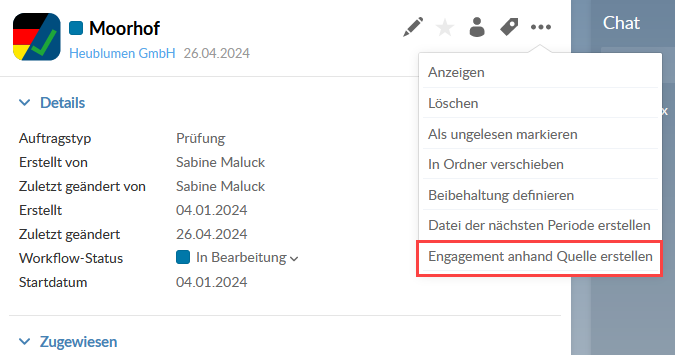 Moorhof
Heublumen GmbH 26.04.2024
Chat
Anzeigen
Löschen
Als ungelesen markieren
In Ordner verschieben
Beibehaltung definieren
Datei der nächsten Periode erstellen
Engagement anhand Quelle erstellen
x
Details
Auftragstyp Prüfung
Erstellt von Sabine Maluck
Zuletzt geändert von Sabine Maluck
Erstellt 04.01.2024
Zuletzt geändert 26.04.2024
Workflow-Status In Bearbeitung
Startdatum 04.01.2024
Zugewiesen